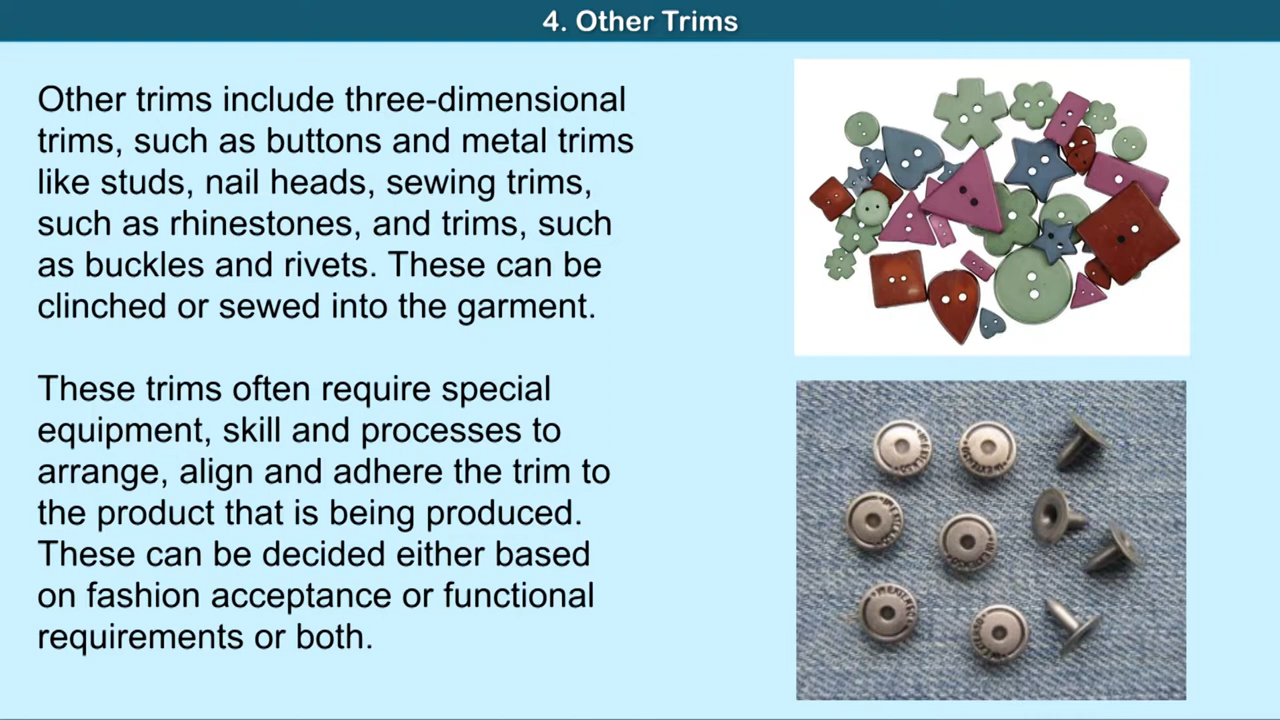 4. Other Trims
Other trims include three-dimensional
trims, such as buttons and metal trims
like studs, nail heads, sewing trims,
such as rhinestones, and trims, such
as buckles and rivets. These can be
clinched or sewed into the garment.
These trims often require special
equipment, skill and processes to
arrange, align and adhere the trim to
the product that is being produced.
These can be decided either based
on fashion acceptance or functional
requirements or both.